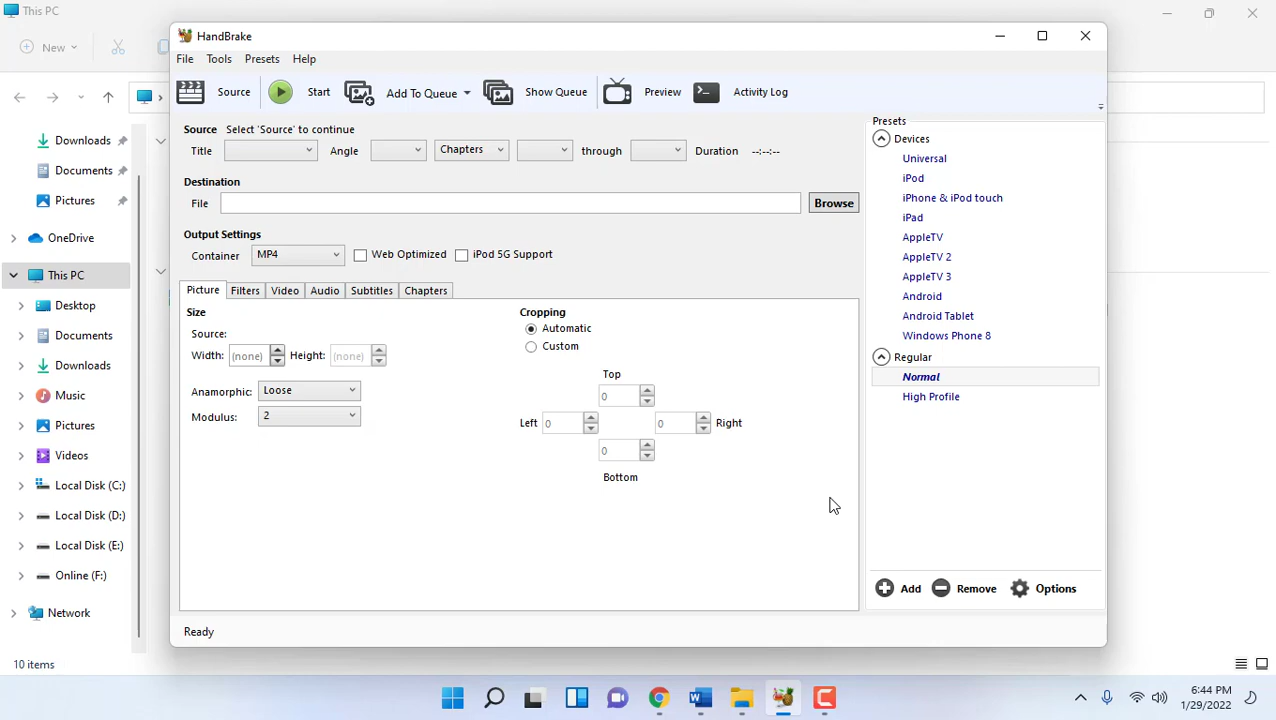 This PC
New
HandBrake
File Tools Presets Help
Source Start Add To Queue Show Queue Preview Activity Log
Source Select 'Source' to continue
Title Angle Chapters through Duration --:--:--
Destination
File Browse
Output Settings
Container MP4 Web Optimized iPod 5G Support
Picture Filters Video Audio Subtitles Chapters
Size
Source:
Width: (none) Height: (none)
Anamorphic: Loose
Modulus: 2
Cropping
Automatic
Custom
Top
0
Left 0 0 Right
0
Bottom
Ready
Presets
Devices
Universal
iPod
iPhone & iPod touch
iPad
AppleTV
AppleTV 2
AppleTV 3
Android
Android Tablet
Windows Phone 8
Regular
Normal
High Profile
Add Remove Options
Downloads
Documents
Pictures
OneDrive
This PC
Desktop
Documents
Downloads
Music
Pictures
Videos
Local Disk (C:)
Local Disk (D:)
Local Disk (E:)
Online (F:)
Network
10 items
6:44 PM
1/29/2022